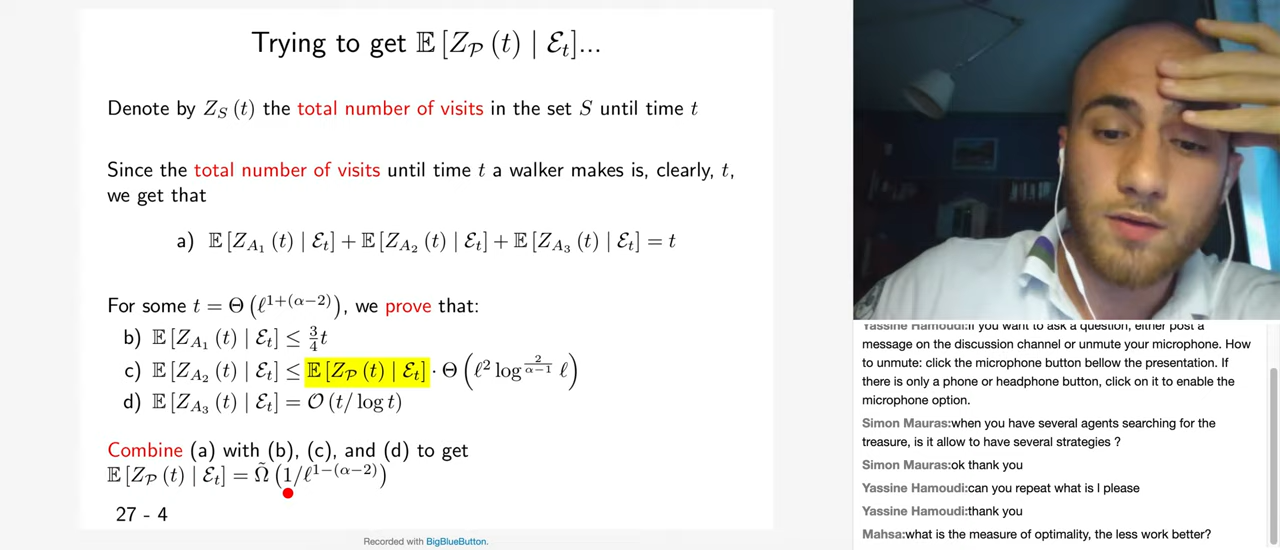 Trying to get 𝔼 [Z_𝒫 (t) | ℰ_t]...
Denote by Z_S (t) the total number of visits in the set S until time t
Since the total number of visits until time t a walker makes is, clearly, t,
we get that
a) 𝔼 [Z_{A_1} (t) | ℰ_t] + 𝔼 [Z_{A_2} (t) | ℰ_t] + 𝔼 [Z_{A_3} (t) | ℰ_t] = t
For some t = Θ (ℓ^{1+(α−2)}), we prove that:
b) 𝔼 [Z_{A_1} (t) | ℰ_t] ≤ 3/4 t
c) 𝔼 [Z_{A_2} (t) | ℰ_t] ≤ 𝔼 [Z_𝒫 (t) | ℰ_t] · Θ (ℓ^2 log^{2/(α−1)} ℓ)
d) 𝔼 [Z_{A_3} (t) | ℰ_t] = 𝒪 (t/ log t)
Combine (a) with (b), (c), and (d) to get
𝔼 [Z_𝒫 (t) | ℰ_t] = Ω̃ (1/ℓ^{1−(α−2)})
27 - 4
Recorded with BigBlueButton.
Yassine Hamoudi:if you want to ask a question, either post a
message on the discussion channel or unmute your microphone. How
to unmute: click the microphone button bellow the presentation. If
there is only a phone or headphone button, click on it to enable the
microphone option.
Simon Mauras:when you have several agents searching for the
treasure, is it allow to have several strategies ?
Simon Mauras:ok thank you
Yassine Hamoudi:can you repeat what is l please
Yassine Hamoudi:thank you
Mahsa:what is the measure of optimality, the less work better?